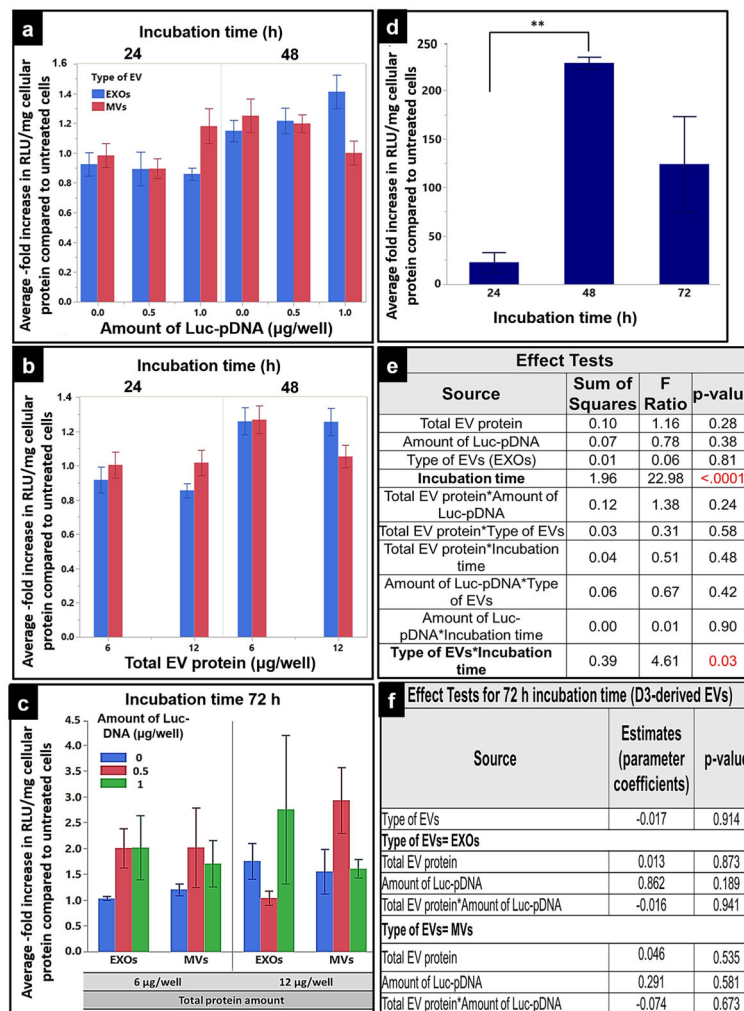 a
Incubation time (h)
24 48
Type of EV
EXOs
MVs
Average -fold increase in RLU/mg cellular
protein compared to untreated cells
1.6
1.4
1.2
1.0
0.8
0.6
0.4
0.2
0.0
0.0 0.5 1.0 0.0 0.5 1.0
Amount of Luc-pDNA (µg/well)
b
Incubation time (h)
24 48
Average -fold increase in RLU/mg cellular
protein compared to untreated cells
1.4
1.2
1.0
0.8
0.6
0.4
0.2
0.0
6 12 6 12
Total EV protein (µg/well)
c
Incubation time 72 h
Amount of Luc-
DNA (µg/well)
0
0.5
1
Average -fold increase in RLU/mg cellular
protein compared to untreated cells
4.5
4.0
3.5
3.0
2.5
2.0
1.5
1.0
0.5
0.0
EXOs MVs EXOs MVs
6 µg/well 12 µg/well
Total protein amount
d
**
Average fold increase in RLU/mg cellular
protein compared to untreated cells
250
200
150
100
50
25
0
24 48 72
Incubation time (h)
e
Effect Tests
Source Sum of Squares F Ratio p-valu
Total EV protein 0.10 1.16 0.28
Amount of Luc-pDNA 0.07 0.78 0.38
Type of EVs (EXOs) 0.01 0.06 0.81
Incubation time 1.96 22.98 <.0001
Total EV protein*Amount of
Luc-pDNA 0.12 1.38 0.24
Total EV protein*Type of EVs 0.03 0.31 0.58
Total EV protein*Incubation
time 0.04 0.51 0.48
Amount of Luc-pDNA*Type
of EVs 0.06 0.67 0.42
Amount of Luc-
pDNA*Incubation time 0.00 0.01 0.90
Type of EVs*Incubation
time 0.39 4.61 0.03
f
Effect Tests for 72 h incubation time (D3-derived EVs)
Source Estimates (parameter coefficients) p-value
Type of EVs -0.017 0.914
Type of EVs= EXOs
Total EV protein 0.013 0.873
Amount of Luc-pDNA 0.862 0.189
Total EV protein*Amount of Luc-pDNA -0.016 0.941
Type of EVs= MVs
Total EV protein 0.046 0.535
Amount of Luc-pDNA 0.291 0.581
Total EV protein*Amount of Luc-pDNA -0.074 0.673